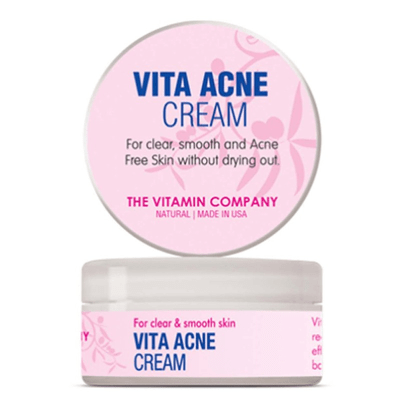 VITA ACNE
CREAM
For clear, smooth and Acne
Free Skin without drying out.
THE VITAMIN COMPANY
NATURAL | MADE IN USA
For clear & smooth skin
VITA ACNE
CREAM